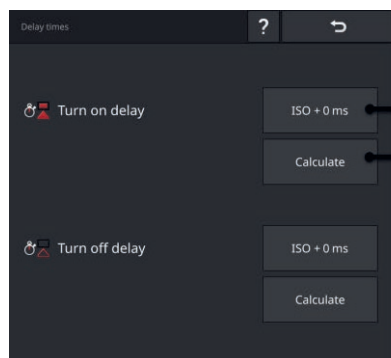 Delay times ?
Turn on delay ISO + 0 ms
Calculate
Turn off delay ISO + 0 ms
Calculate